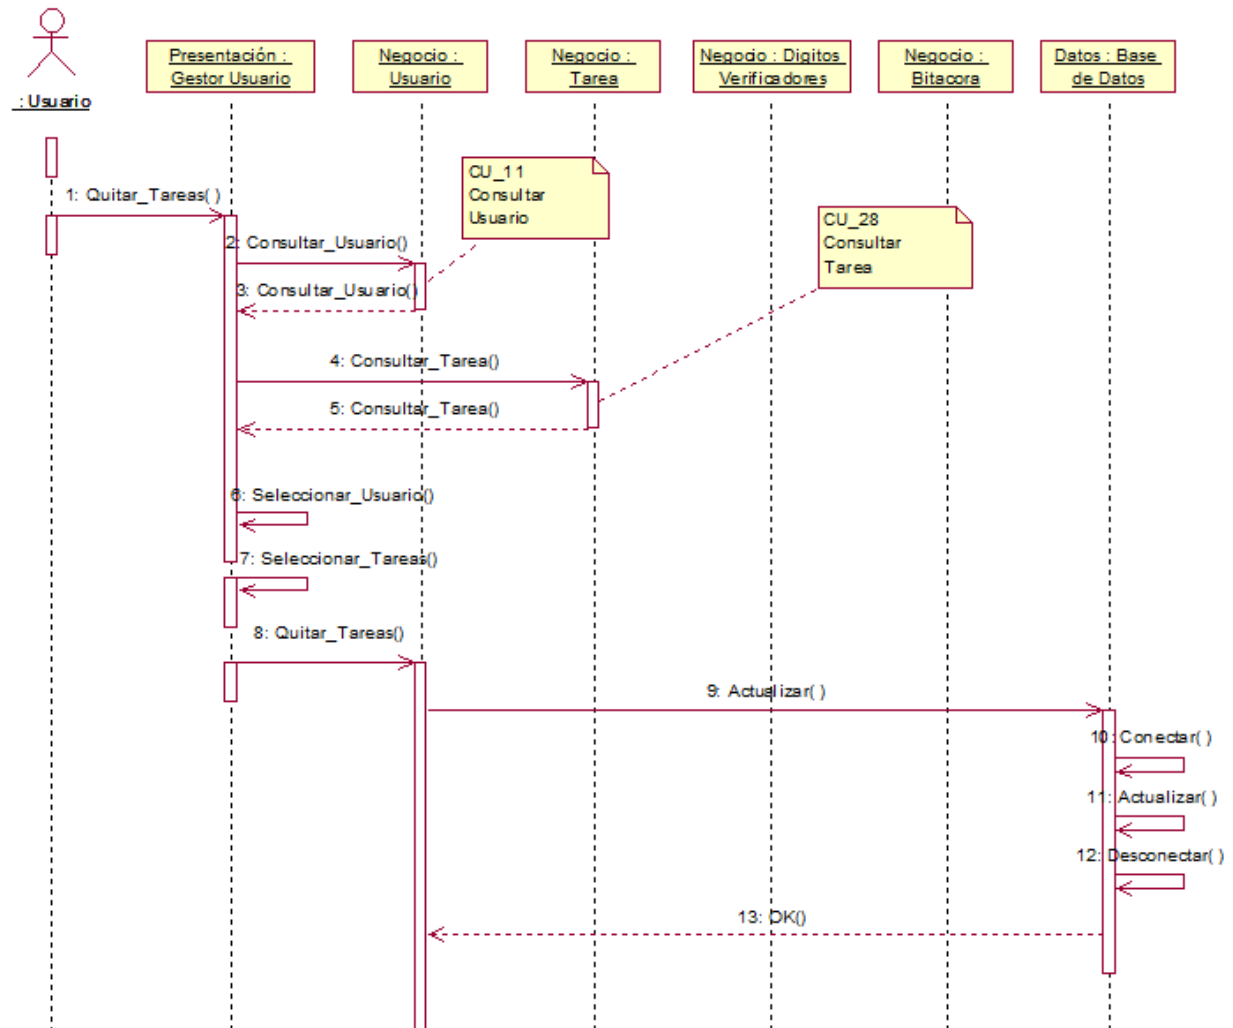 : Usuario
Presentación :
Gestor Usuario
Negocio :
Usuario
Negocio :
Tarea
Negocio : Digitos
Verificadores
Negocio :
Bitacora
Datos : Base
de Datos
1: Quitar_Tareas( )
CU_11
Consultar
Usuario
2: Consultar_Usuario()
CU_28
Consultar
Tarea
3: Consultar_Usuario()
4: Consultar_Tarea()
5: Consultar_Tarea()
6: Seleccionar_Usuario()
7: Seleccionar_Tareas()
8: Quitar_Tareas()
9: Actualizar( )
10: Conectar( )
11: Actualizar( )
12: Desconectar( )
13: OK()